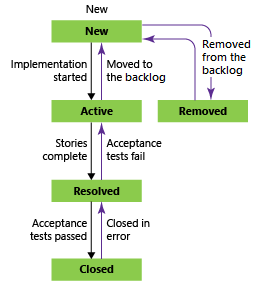 New
New
Removed
from the
backlog
Implementation
started
Moved to
the backlog
Active
Removed
Stories
complete
Acceptance
tests fail
Resolved
Acceptance
tests passed
Closed in
error
Closed